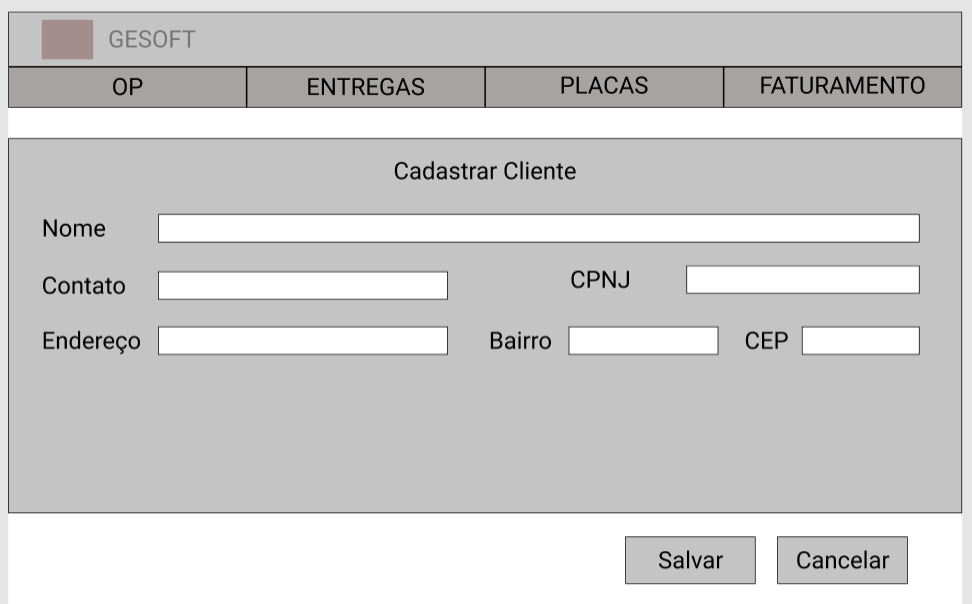 GESOFT
OP ENTREGAS PLACAS FATURAMENTO
Cadastrar Cliente
Nome
Contato CPNJ
Endereço Bairro CEP
Salvar Cancelar